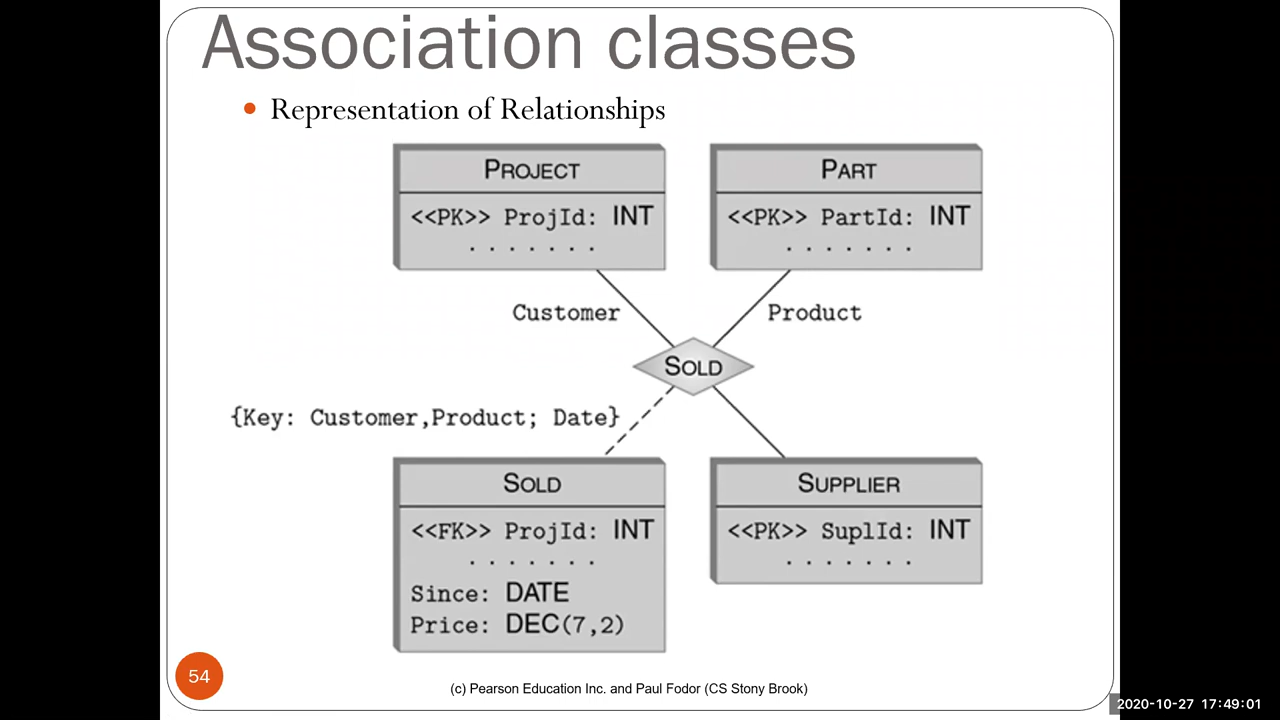 Association classes
Representation of Relationships
PROJECT
<<PK>> ProjId: INT
. . . . . . .
PART
<<PK>> PartId: INT
. . . . . . .
Customer
Product
SOLD
{Key: Customer,Product; Date}
SOLD
<<FK>> ProjId: INT
. . . . . . .
Since: DATE
Price: DEC(7,2)
SUPPLIER
<<PK>> SuplId: INT
. . . . . . .
54
(c) Pearson Education Inc. and Paul Fodor (CS Stony Brook)
2020-10-27 17:49:01